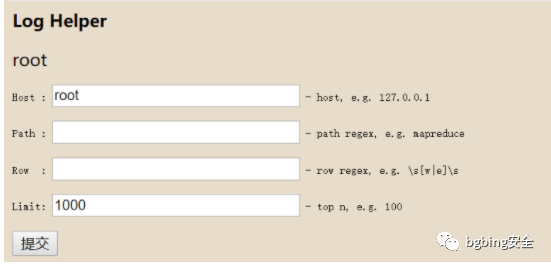 Log Helper
root
Host : root - host, e.g. 127.0.0.1
Path : - path regex, e.g. mapreduce
Row : - row regex, e.g. \s[w|e]\s
Limit: 1000 - top n, e.g. 100
提交
bgbing安全